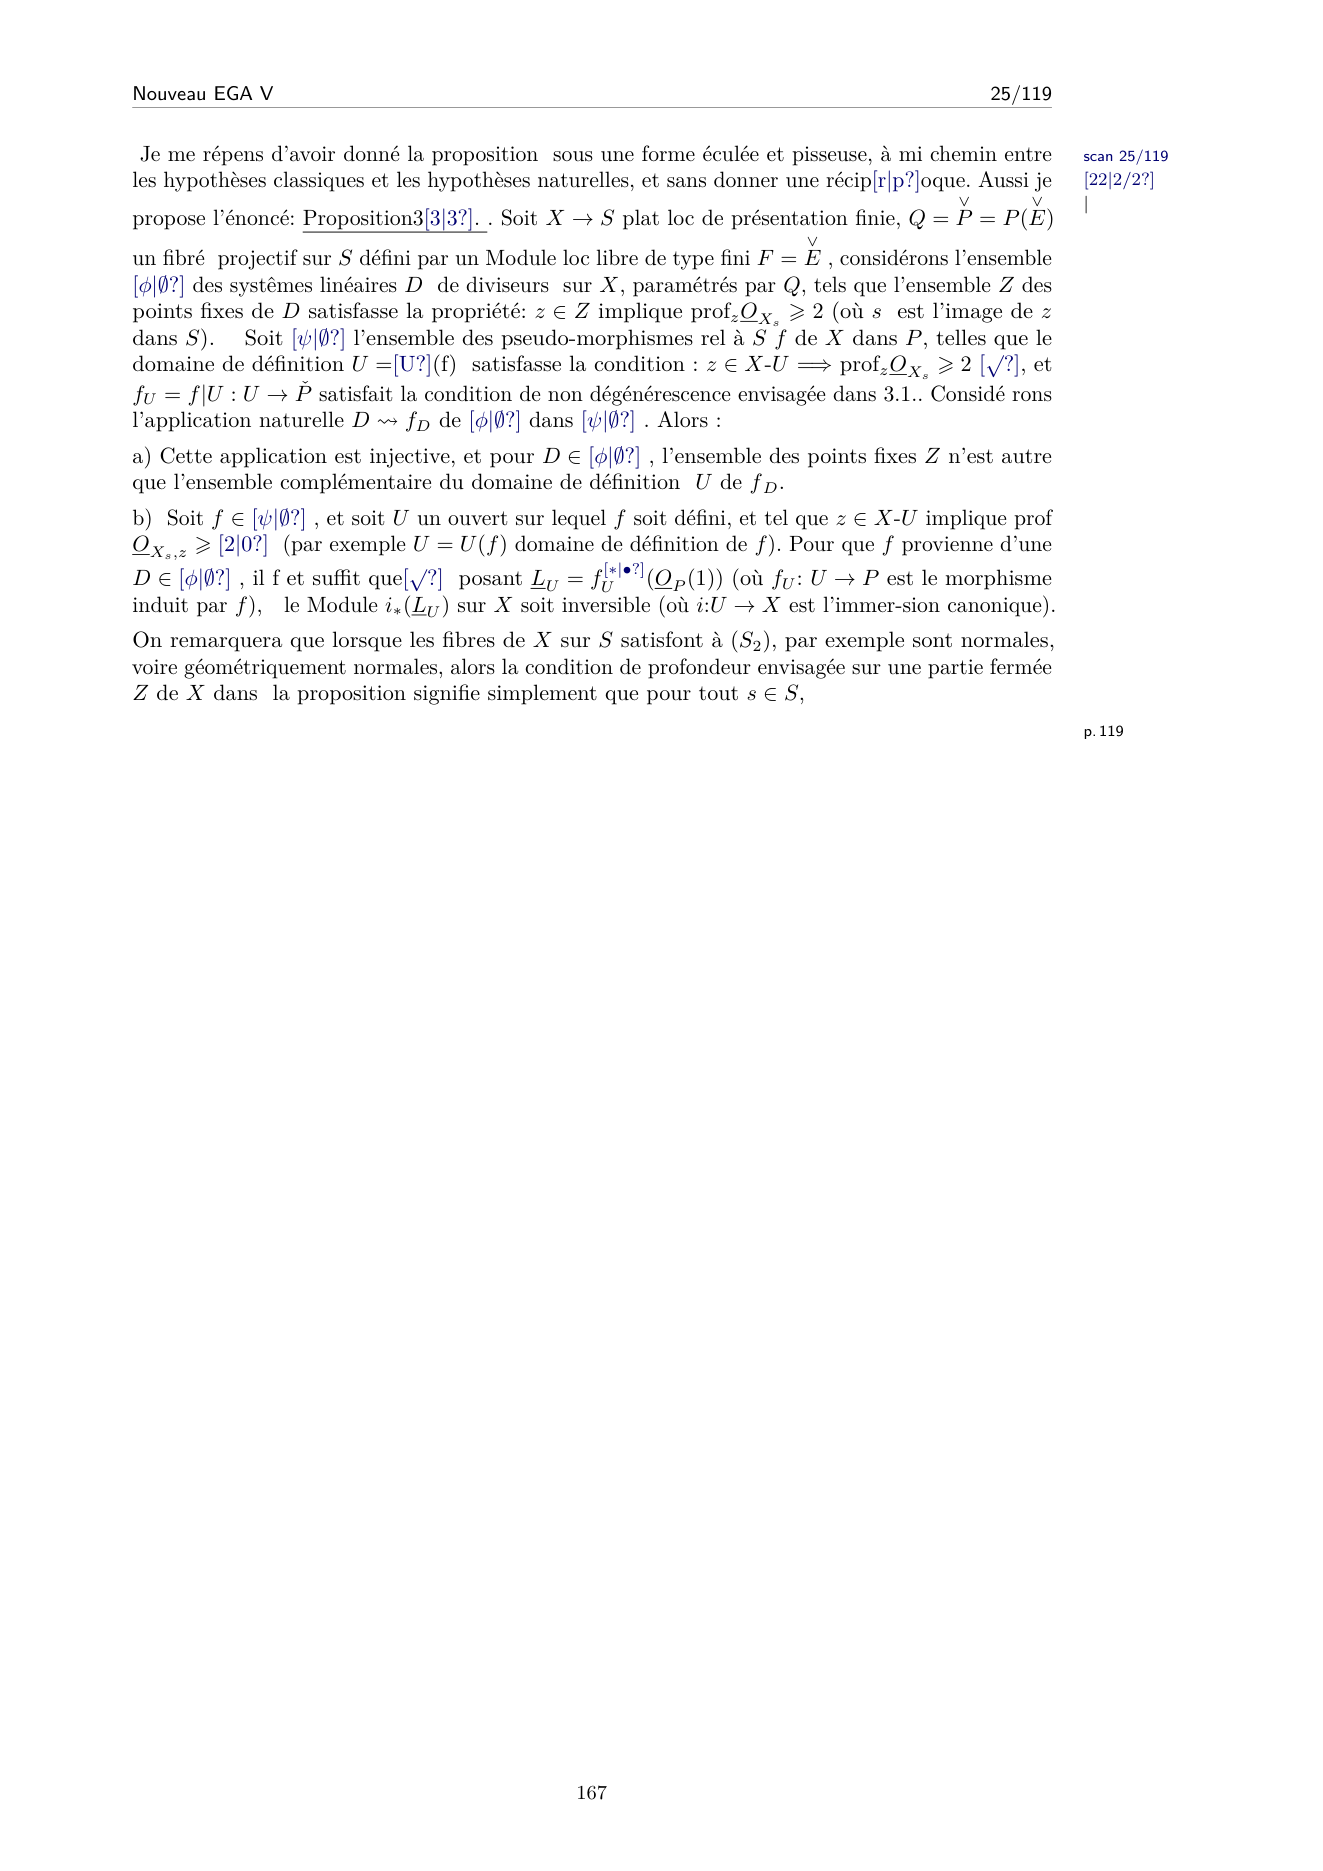 Nouveau EGA V 25/119
Je me répens d'avoir donné la proposition sous une forme éculée et pisseuse, à mi chemin entre
scan 25/119
les hypothèses classiques et les hypothèses naturelles, et sans donner une récip[r|p?]oque. Aussi je
[22|2/2?]
|
propose l'énoncé: Proposition3[3|3?]. . Soit X → S plat loc de présentation finie, Q = P̌ = P(Ě)
un fibré projectif sur S défini par un Module loc libre de type fini F = Ě , considérons l'ensemble
[ϕ|∅?] des systêmes linéaires D de diviseurs sur X, paramétrés par Q, tels que l'ensemble Z des
points fixes de D satisfasse la propriété: z ∈ Z implique prof_z O_{X_s} ⩾ 2 (où s est l'image de z
dans S). Soit [ψ|∅?] l'ensemble des pseudo-morphismes rel à S f de X dans P, telles que le
domaine de définition U =[U?](f) satisfasse la condition : z ∈ X-U ⟹ prof_z O_{X_s} ⩾ 2 [√?], et
f_U = f|U : U → P̌ satisfait la condition de non dégénérescence envisagée dans 3.1.. Considé rons
l'application naturelle D ⇝ f_D de [ϕ|∅?] dans [ψ|∅?] . Alors :
a) Cette application est injective, et pour D ∈ [ϕ|∅?] , l'ensemble des points fixes Z n'est autre
que l'ensemble complémentaire du domaine de définition U de f_D.
b) Soit f ∈ [ψ|∅?] , et soit U un ouvert sur lequel f soit défini, et tel que z ∈ X-U implique prof
O_{X_s,z} ⩾ [2|0?] (par exemple U = U(f) domaine de définition de f). Pour que f provienne d'une
D ∈ [ϕ|∅?] , il f et suffit que[√?] posant L_U = f_U^{[∗|•?]}(O_P(1)) (où f_U: U → P est le morphisme
induit par f), le Module i_∗(L_U) sur X soit inversible (où i:U → X est l'immer-sion canonique).
On remarquera que lorsque les fibres de X sur S satisfont à (S_2), par exemple sont normales,
voire géométriquement normales, alors la condition de profondeur envisagée sur une partie fermée
Z de X dans la proposition signifie simplement que pour tout s ∈ S,
p. 119
167